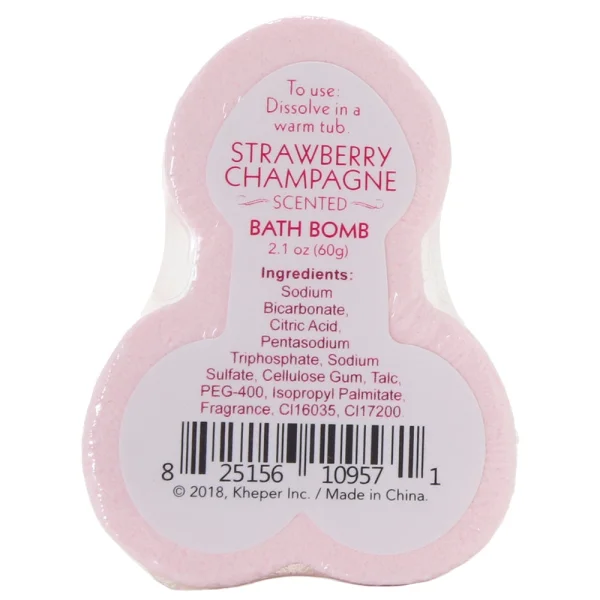 To use:
Dissolve in a
warm tub.
STRAWBERRY
CHAMPAGNE
SCENTED
BATH BOMB
2.1 oz (60g)
Ingredients:
Sodium
Bicarbonate,
Citric Acid,
Pentasodium
Triphosphate, Sodium
Sulfate, Cellulose Gum, Talc,
PEG-400, Isopropyl Palmitate,
Fragrance, CI16035, CI17200
8 25156 10957 1
© 2018, Kheper Inc. / Made in China.